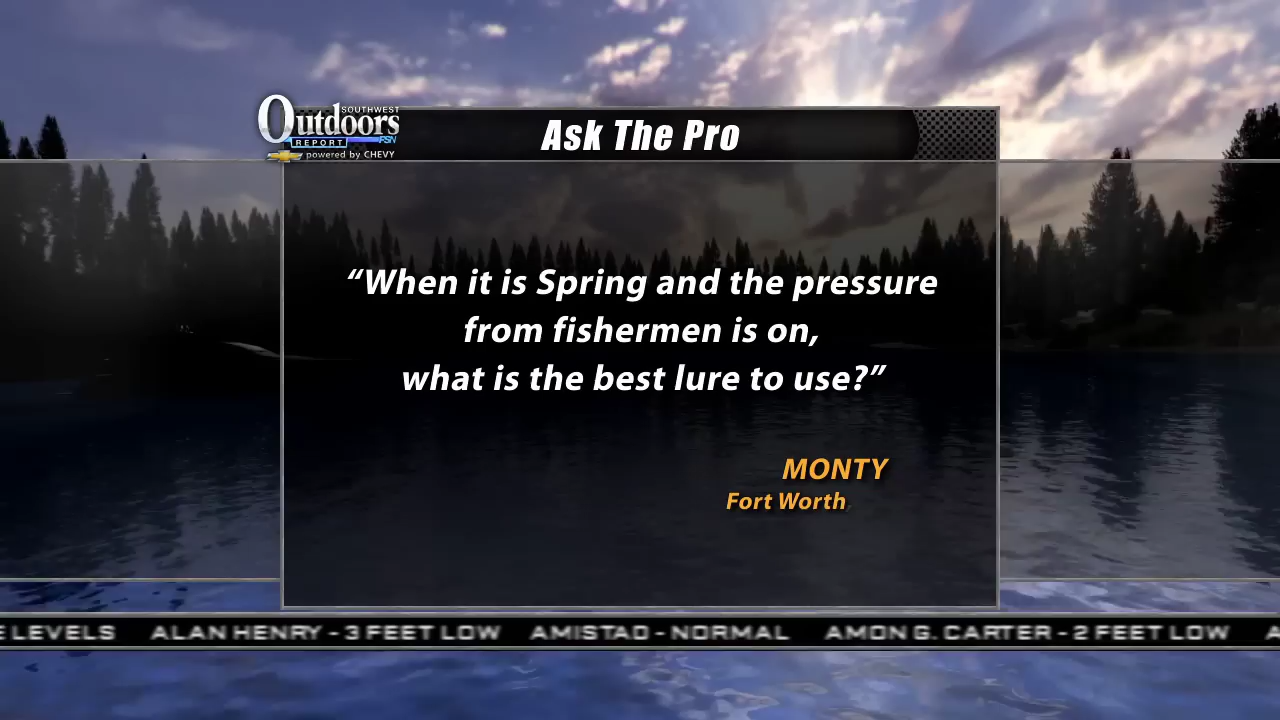 SOUTHWEST
Outdoors
REPORT FSN
powered by CHEVY
Ask The Pro
“When it is Spring and the pressure
from fishermen is on,
what is the best lure to use?”
MONTY
Fort Worth
LEVELS ALAN HENRY - 3 FEET LOW AMISTAD - NORMAL AMON G. CARTER - 2 FEET LOW